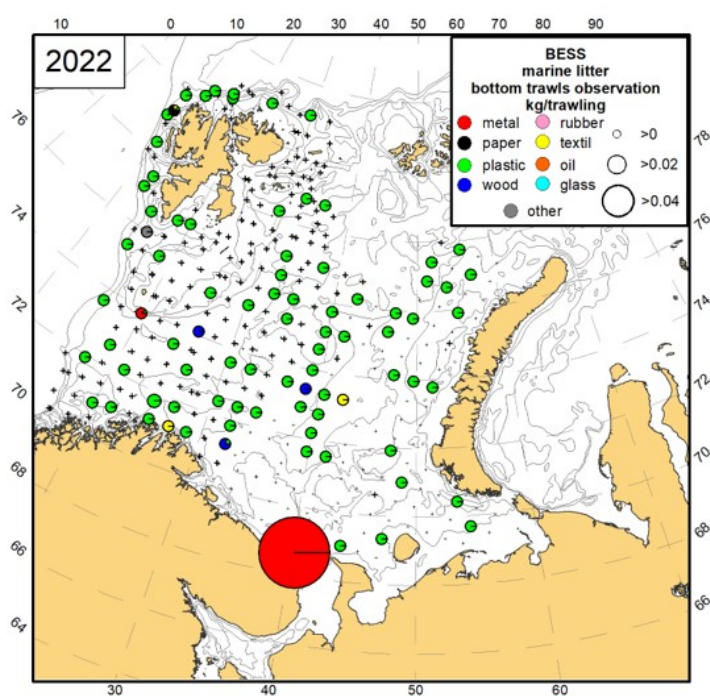 10 0 10 20 30 40 50 60 70 80 90
2022
BESS
marine litter
bottom trawls observation
kg/trawling
metal rubber >0
paper textil
plastic oil >0.02
wood glass
other >0.04
76
74
72
70
68
66
64
78
76
74
72
70
68
66
30 40 50 60